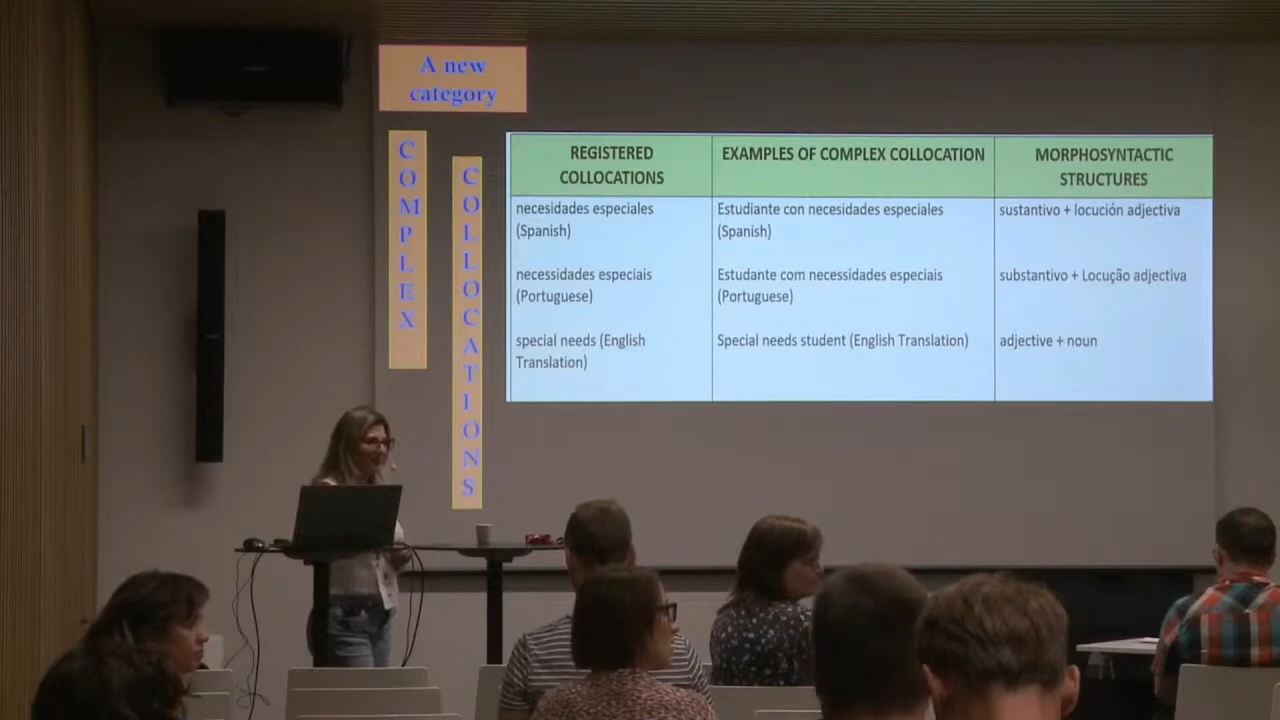 A new
category
COMPLEX
COLLOCATIONS
REGISTERED
COLLOCATIONS
EXAMPLES OF COMPLEX COLLOCATION
MORPHOSYNTACTIC
STRUCTURES
necesidades especiales
(Spanish)
Estudiante con necesidades especiales
(Spanish)
sustantivo + locución adjectiva
necessidades especiais
(Portuguese)
Estudante com necessidades especiais
(Portuguese)
substantivo + Locução adjectiva
special needs (English
Translation)
Special needs student (English Translation)
adjective + noun